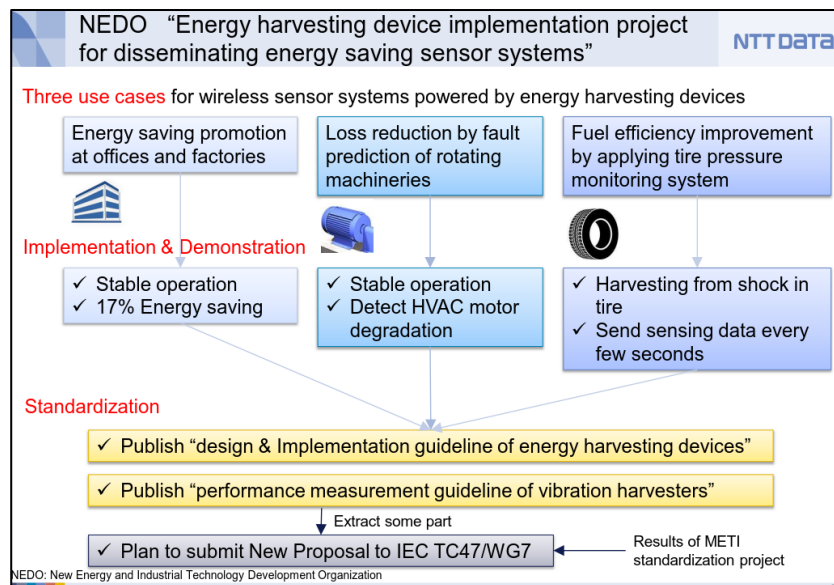 NEDO “Energy harvesting device implementation project
for disseminating energy saving sensor systems”
NTT DATA
Three use cases for wireless sensor systems powered by energy harvesting devices
Energy saving promotion
at offices and factories
Loss reduction by fault
prediction of rotating
machineries
Fuel efficiency improvement
by applying tire pressure
monitoring system
Implementation & Demonstration
✓ Stable operation
✓ 17% Energy saving
✓ Stable operation
✓ Detect HVAC motor
degradation
✓ Harvesting from shock in
tire
✓ Send sensing data every
few seconds
Standardization
✓ Publish “design & Implementation guideline of energy harvesting devices”
✓ Publish “performance measurement guideline of vibration harvesters”
Extract some part
✓ Plan to submit New Proposal to IEC TC47/WG7
Results of METI
standardization project
NEDO: New Energy and Industrial Technology Development Organization